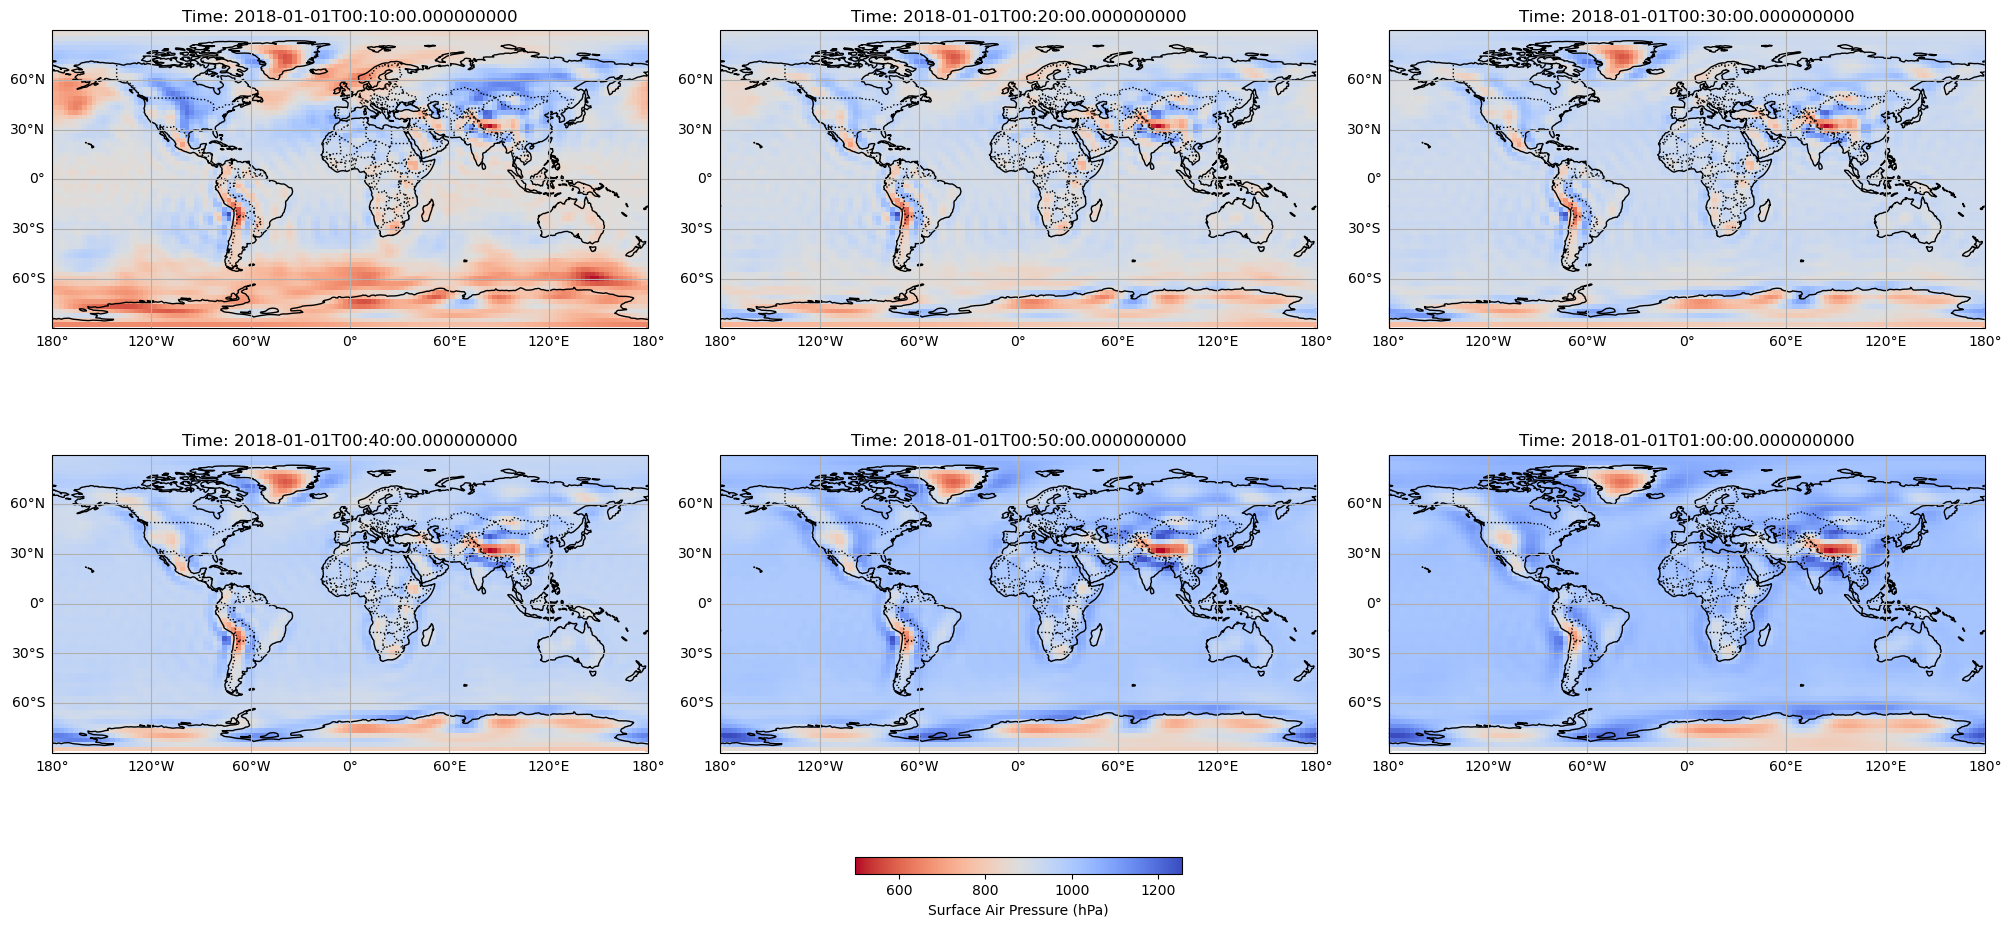 Time: 2018-01-01T00:10:00.000000000
Time: 2018-01-01T00:20:00.000000000
Time: 2018-01-01T00:30:00.000000000
60°N
30°N
0°
30°S
60°S
180° 120°W 60°W 0° 60°E 120°E 180°
60°N
30°N
0°
30°S
60°S
180° 120°W 60°W 0° 60°E 120°E 180°
60°N
30°N
0°
30°S
60°S
180° 120°W 60°W 0° 60°E 120°E 180°
Time: 2018-01-01T00:40:00.000000000
Time: 2018-01-01T00:50:00.000000000
Time: 2018-01-01T01:00:00.000000000
60°N
30°N
0°
30°S
60°S
180° 120°W 60°W 0° 60°E 120°E 180°
60°N
30°N
0°
30°S
60°S
180° 120°W 60°W 0° 60°E 120°E 180°
60°N
30°N
0°
30°S
60°S
180° 120°W 60°W 0° 60°E 120°E 180°
600 800 1000 1200
Surface Air Pressure (hPa)